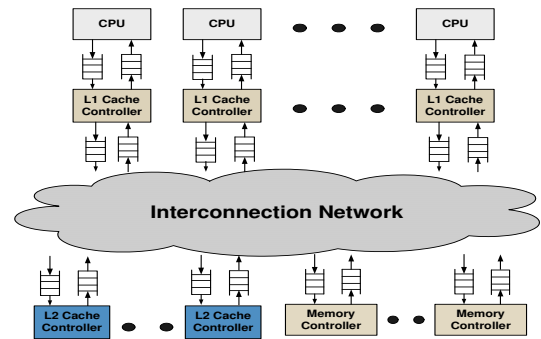 CPU CPU CPU
L1 Cache L1 Cache L1 Cache
Controller Controller Controller
Interconnection Network
L2 Cache L2 Cache Memory Memory
Controller Controller Controller Controller